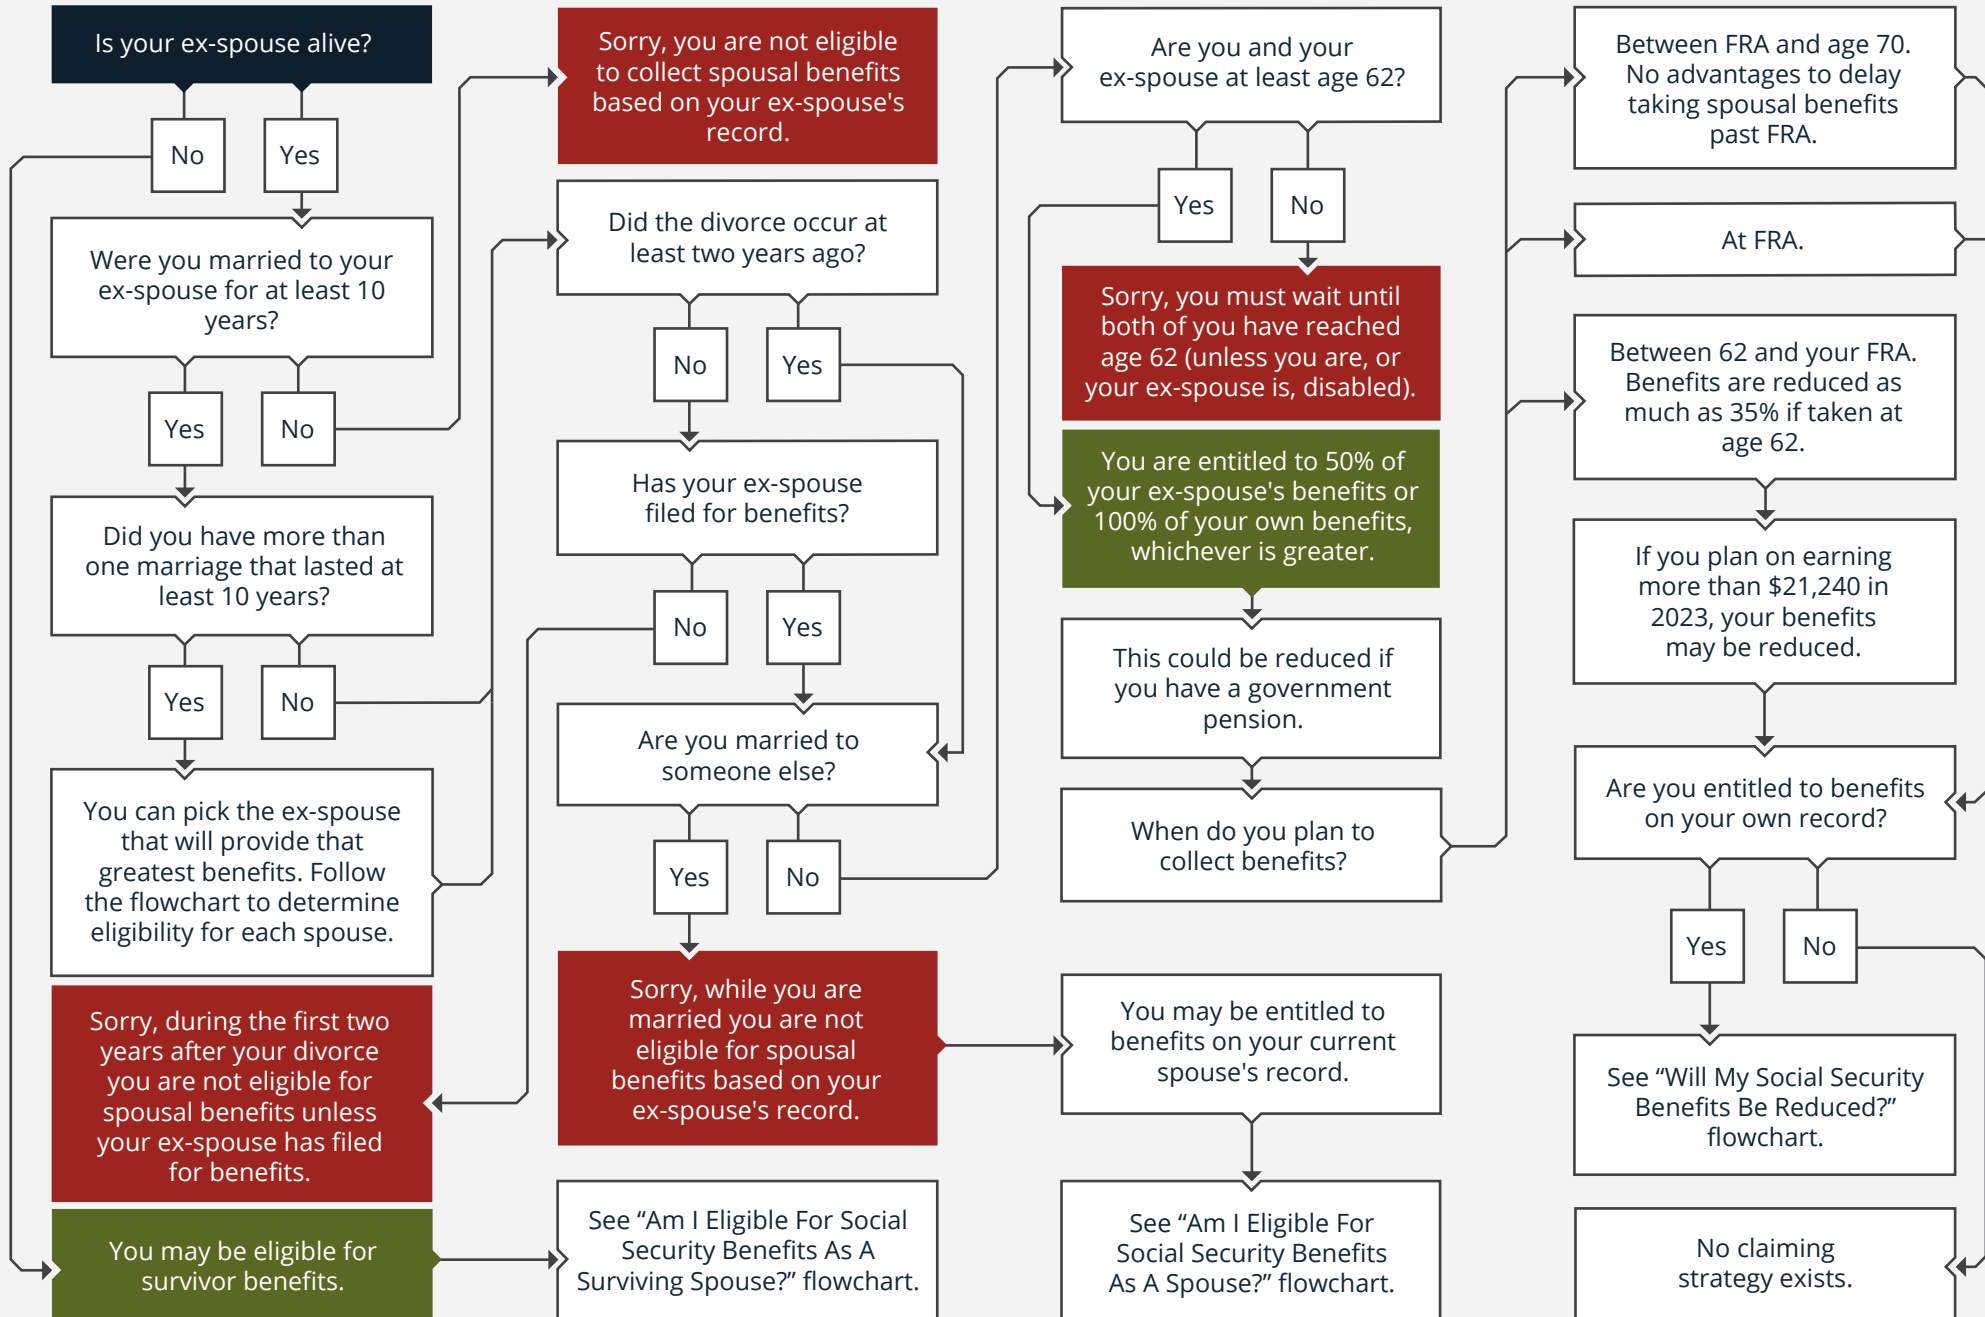 Is your ex-spouse alive?
No
Yes
Were you married to your
ex-spouse for at least 10
years?
Yes
No
Did you have more than
one marriage that lasted at
least 10 years?
Yes
No
You can pick the ex-spouse
that will provide that
greatest benefits. Follow
the flowchart to determine
eligibility for each spouse.
Sorry, during the first two
years after your divorce
you are not eligible for
spousal benefits unless
your ex-spouse has filed
for benefits.
You may be eligible for
survivor benefits.
Sorry, you are not eligible
to collect spousal benefits
based on your ex-spouse's
record.
Did the divorce occur at
least two years ago?
No
Yes
Has your ex-spouse
filed for benefits?
No
Yes
Are you married to
someone else?
Yes
No
Sorry, while you are
married you are not
eligible for spousal
benefits based on your
ex-spouse's record.
See “Am I Eligible For Social
Security Benefits As A
Surviving Spouse?” flowchart.
Are you and your
ex-spouse at least age 62?
Yes
No
Sorry, you must wait until
both of you have reached
age 62 (unless you are, or
your ex-spouse is, disabled).
You are entitled to 50% of
your ex-spouse's benefits or
100% of your own benefits,
whichever is greater.
This could be reduced if
you have a government
pension.
When do you plan to
collect benefits?
You may be entitled to
benefits on your current
spouse's record.
See “Am I Eligible For
Social Security Benefits
As A Spouse?” flowchart.
Between FRA and age 70.
No advantages to delay
taking spousal benefits
past FRA.
At FRA.
Between 62 and your FRA.
Benefits are reduced as
much as 35% if taken at
age 62.
If you plan on earning
more than $21,240 in
2023, your benefits
may be reduced.
Are you entitled to benefits
on your own record?
Yes
No
See “Will My Social Security
Benefits Be Reduced?”
flowchart.
No claiming
strategy exists.